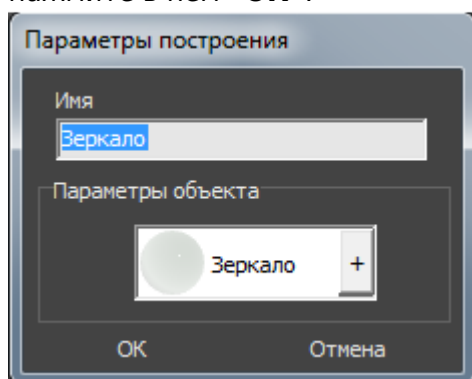 Параметры построения
Имя
Зеркало
Параметры объекта
Зеркало +
ОК Отмена